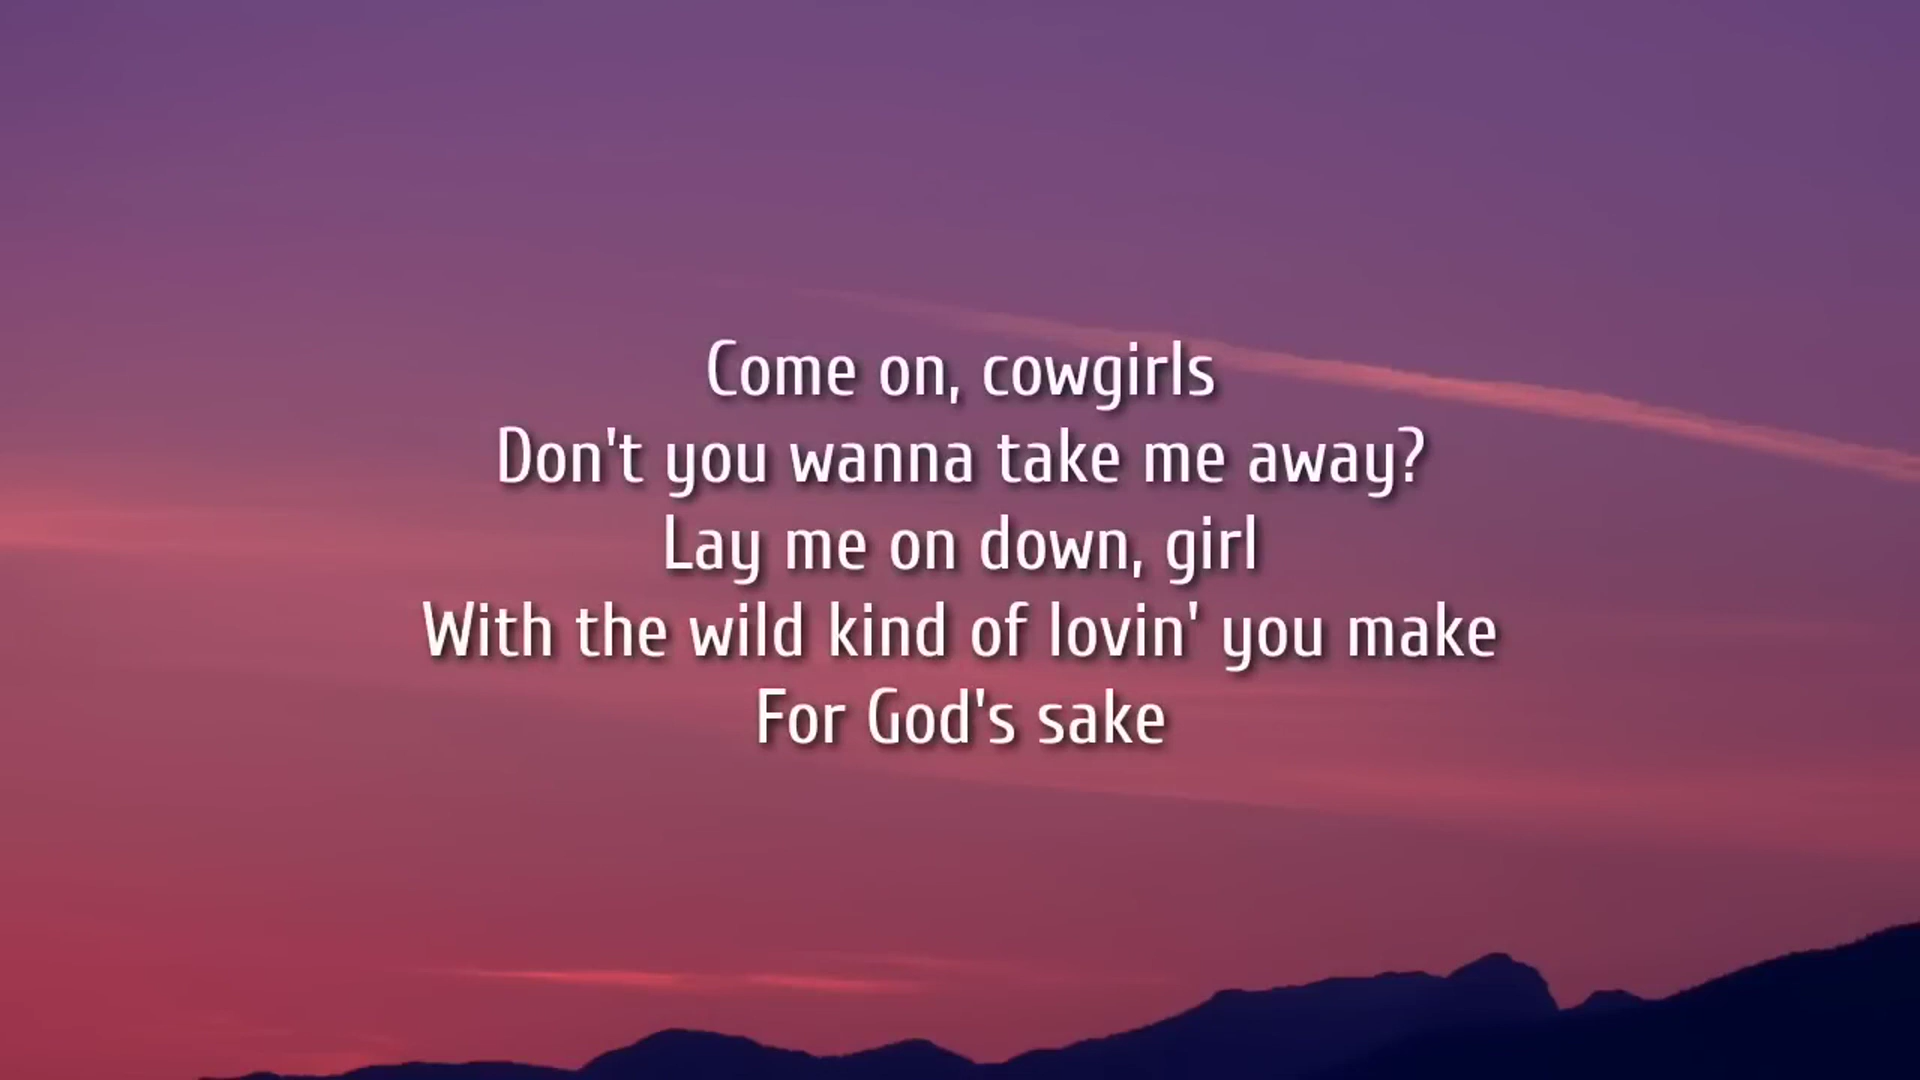 Come on, cowgirls
Don't you wanna take me away?
Lay me on down, girl
With the wild kind of lovin' you make
For God's sake